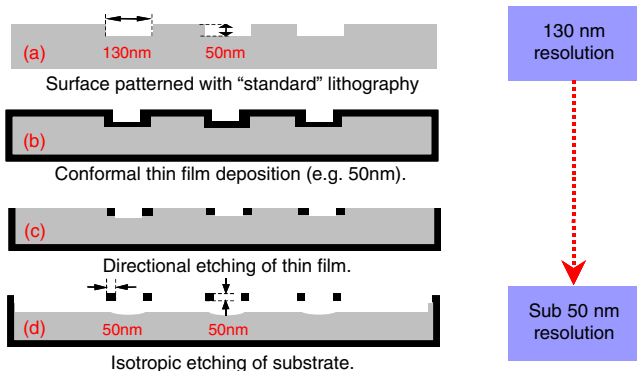 (a)
130nm
50nm
Surface patterned with “standard” lithography
(b)
Conformal thin film deposition (e.g. 50nm).
(c)
Directional etching of thin film.
(d)
50nm
50nm
Isotropic etching of substrate.
130 nm
resolution
Sub 50 nm
resolution